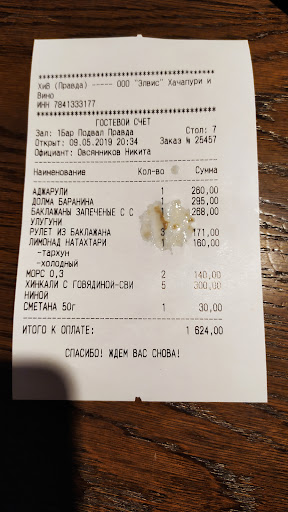 ************************************
ХиВ (Правда) ----- ООО "Элвис" Хачапури и
Вино
ИНН 7841333177
************************************
ГОСТЕВОЙ СЧЕТ
Зал: 1Бар Подвал Правда Стол: 7
Открыт: 09.05.2019 20:34 Заказ № 25457
Официант: Овсянников Никита
Наименование Кол-во Сумма
АДЖАРУЛИ 1 260,00
ДОЛМА БАРАНИНА 1 295,00
БАКЛАЖАНЫ ЗАПЕЧЕНЫЕ С С 268,00
УЛУГУНИ
РУЛЕТ ИЗ БАКЛАЖАНА 171,00
ЛИМОНАД НАТАХТАРИ 160,00
-тархун
-холодный
МОРС 0,3 2 140,00
ХИНКАЛИ С ГОВЯДИНОЙ-СВИ 5 300,00
НИНОЙ
СМЕТАНА 50г 1 30,00
ИТОГО К ОПЛАТЕ: 1 624,00
СПАСИБО! ЖДЕМ ВАС СНОВА!